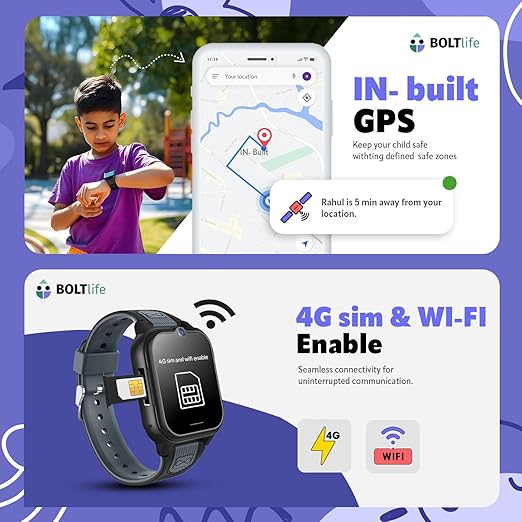 BOLTlife
IN- built
GPS
Keep your child safe
withting defined safe zones
11:19
Your location
IN- Built
Rahul is 5 min away from your
location.
BOLTlife
4G sim and wifi enable
4G sim & WI-FI
Enable
Seamless connectivity for
uninterrupted communication.
4G
WIFI